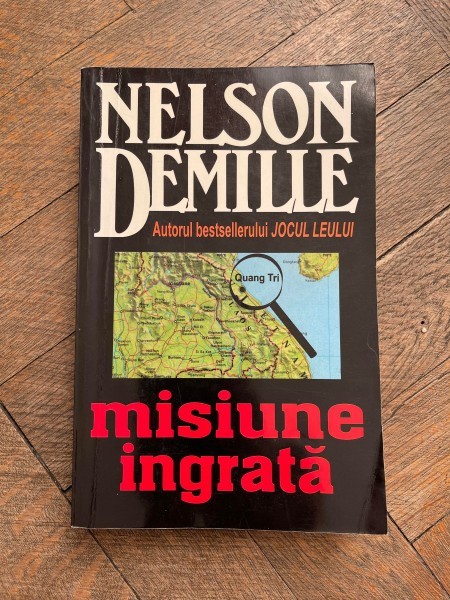 NELSON
DEMILLE
Autorul bestsellerului JOCUL LEULUI
Quang Tri
misiune
ingrată